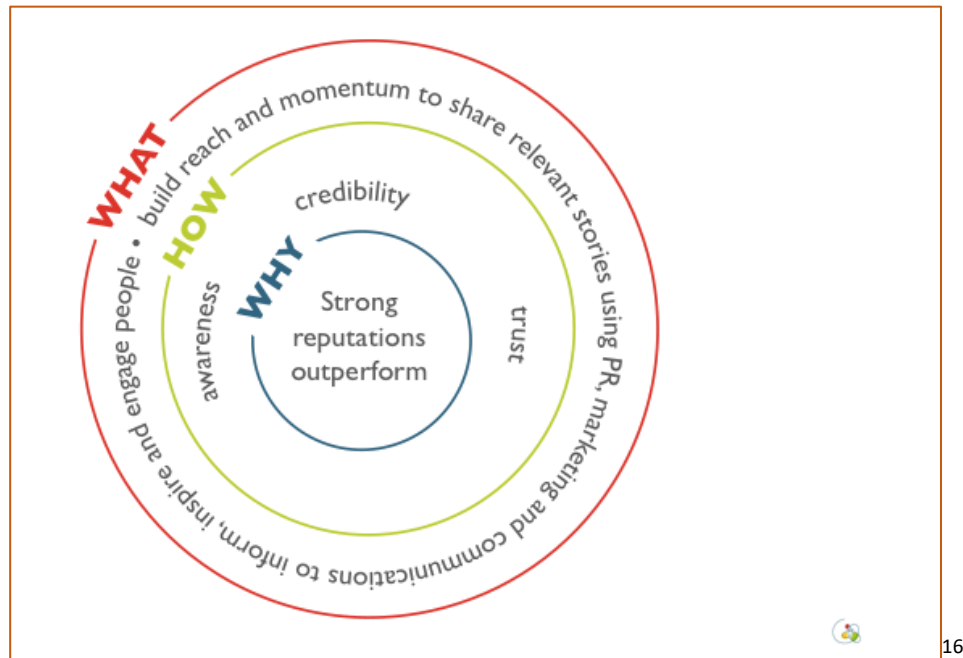 WHAT
build reach and momentum to share relevant stories using PR, marketing and communications to inform, inspire and engage people •
HOW
awareness
credibility
trust
WHY
Strong
reputations
outperform
16